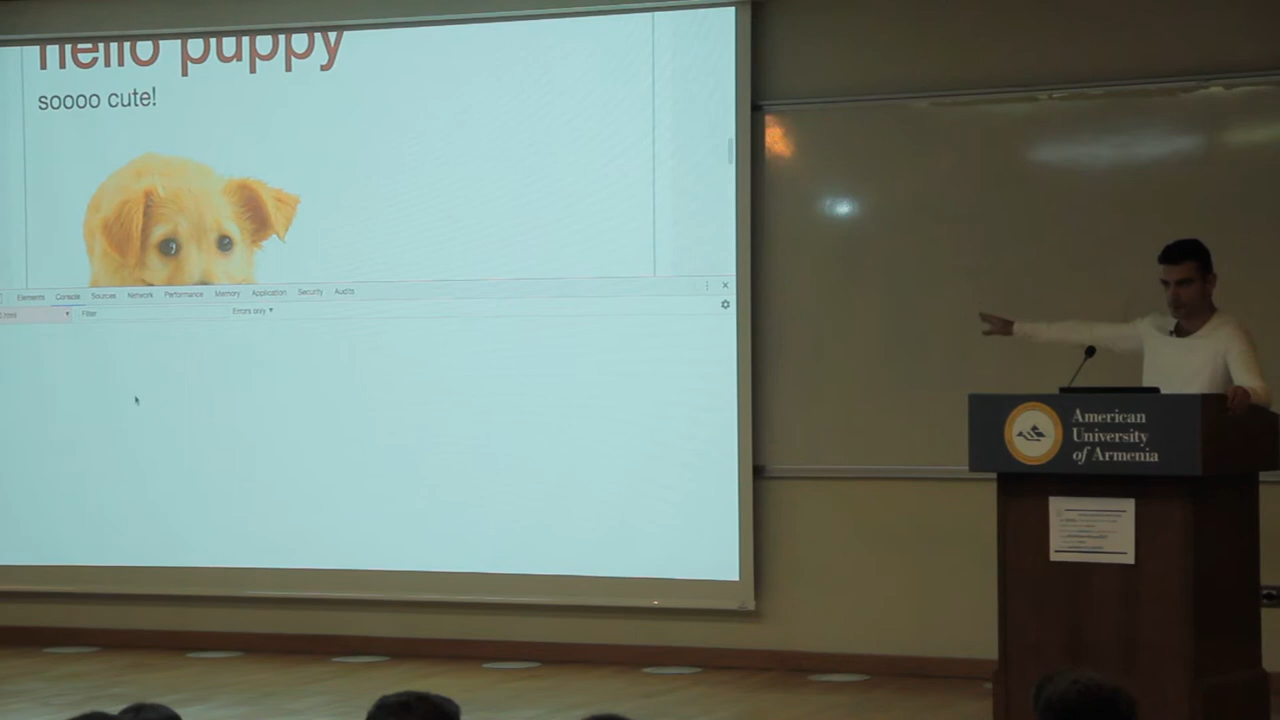 hello puppy
soooo cute!
Elements Console Sources Network Performance Memory Application Security Audits
Filter Errors only
American
University
of Armenia